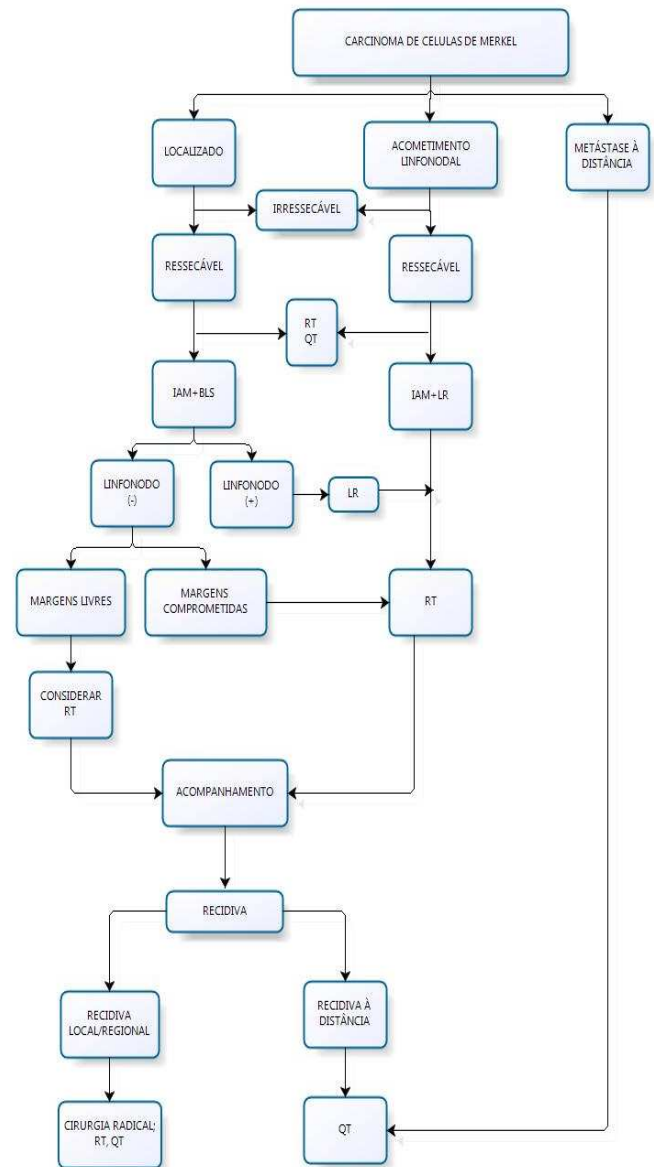 CARCINOMA DE CELULAS DE MERKEL
LOCALIZADO
ACOMETIMENTO
LINFONODAL
METÁSTASE À
DISTÂNCIA
IRRESSECÁVEL
RESSECÁVEL
RESSECÁVEL
RT
QT
IAM+BLS
IAM+LR
LINFONODO
(-)
LINFONODO
(+)
LR
MARGENS LIVRES
MARGENS
COMPROMETIDAS
RT
CONSIDERAR
RT
ACOMPANHAMENTO
RECIDIVA
RECIDIVA
LOCAL/REGIONAL
RECIDIVA À
DISTÂNCIA
CIRURGIA RADICAL;
RT, QT
QT